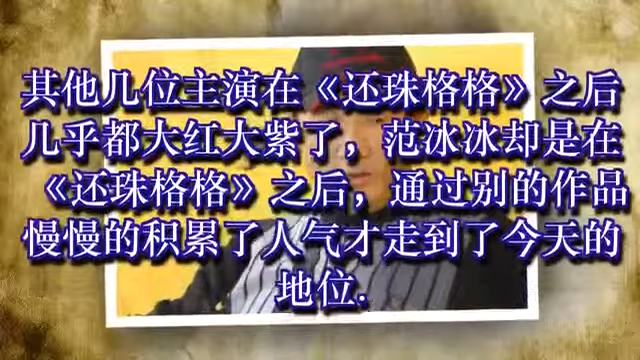 其他几位主演在《还珠格格》之后
几乎都大红大紫了，范冰冰却是在
《还珠格格》之后，通过别的作品
慢慢的积累了人气才走到了今天的
地位.